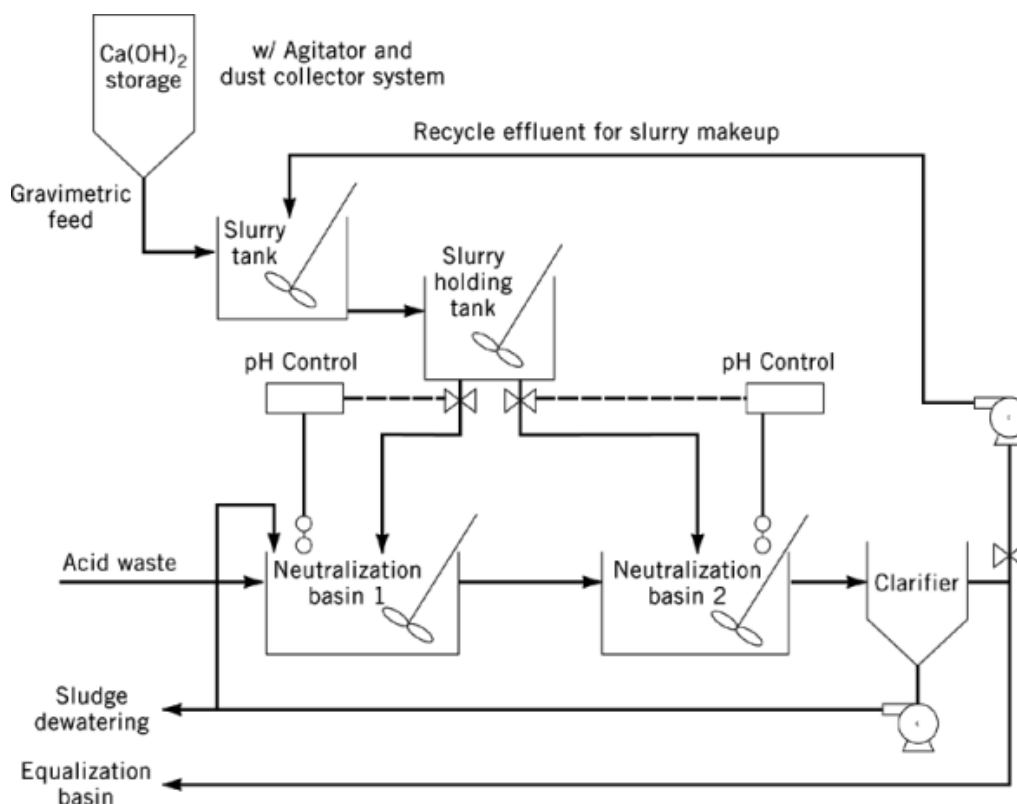 Ca(OH)₂
storage
w/ Agitator and
dust collector system
Recycle effluent for slurry makeup
Gravimetric
feed
Slurry
tank
Slurry
holding
tank
pH Control
pH Control
Acid waste
Neutralization
basin 1
Neutralization
basin 2
Clarifier
Sludge
dewatering
Equalization
basin